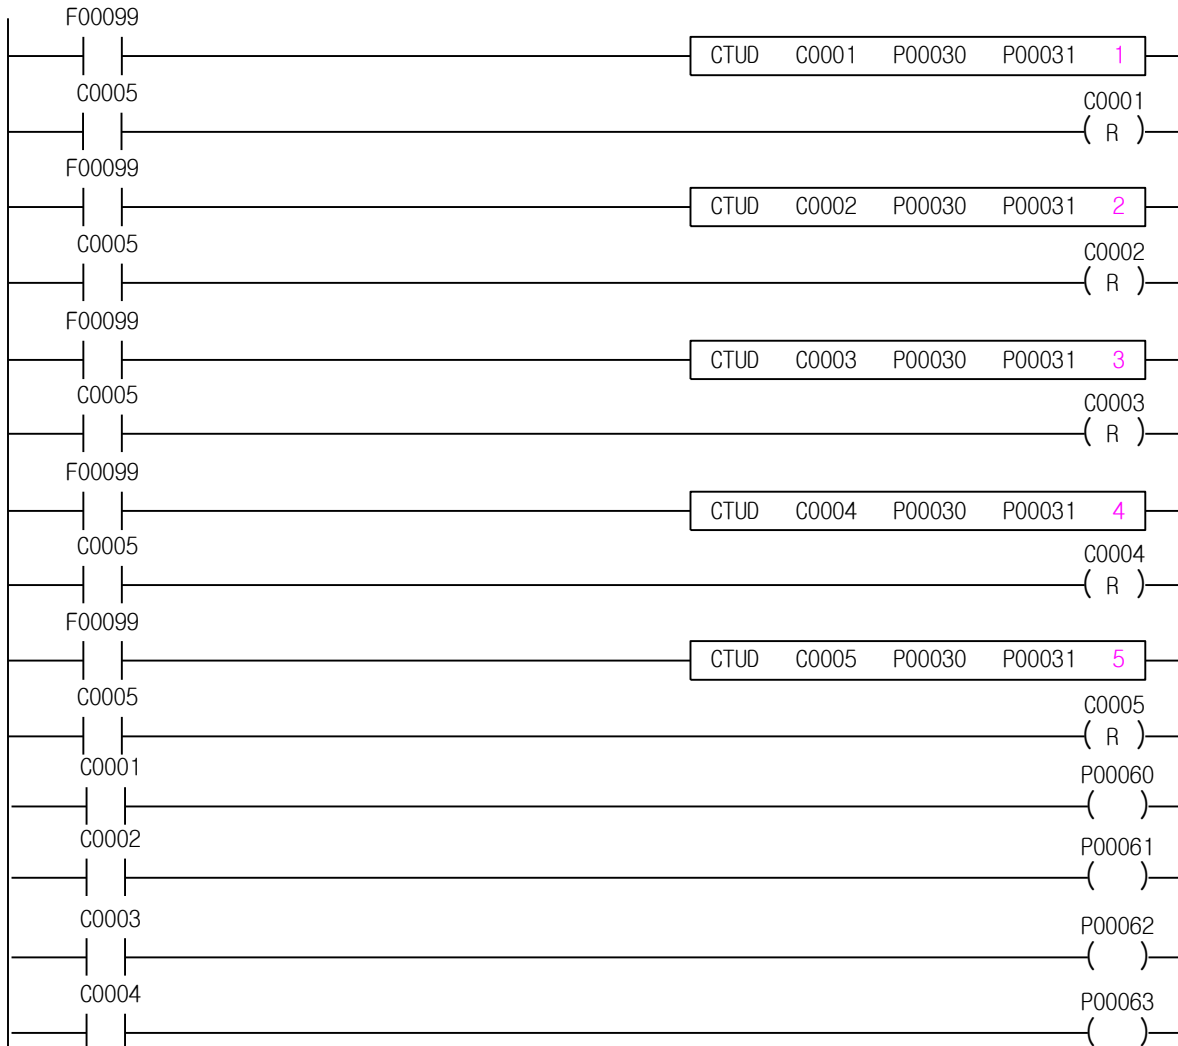 F00099
CTUD C0001 P00030 P00031 1
C0005
C0001
( R )
F00099
CTUD C0002 P00030 P00031 2
C0005
C0002
( R )
F00099
CTUD C0003 P00030 P00031 3
C0005
C0003
( R )
F00099
CTUD C0004 P00030 P00031 4
C0005
C0004
( R )
F00099
CTUD C0005 P00030 P00031 5
C0005
C0005
( R )
C0001
P00060
( )
C0002
P00061
( )
C0003
P00062
( )
C0004
P00063
( )